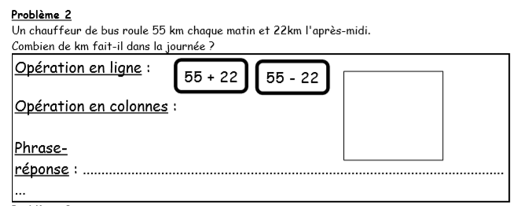 Problème 2
Un chauffeur de bus roule 55 km chaque matin et 22km l'après-midi.
Combien de km fait-il dans la journée ?
Opération en ligne : 55 + 22 55 - 22
Opération en colonnes :
Phrase-
réponse : ................................................................................
...